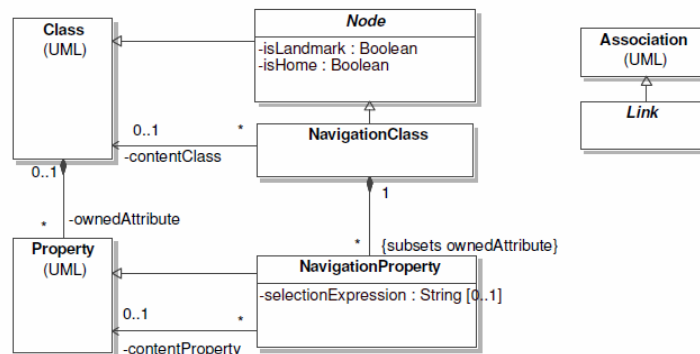 Class
(UML)
Node
-isLandmark : Boolean
-isHome : Boolean
Association
(UML)
Link
NavigationClass
0..1
*
-contentClass
0..1
1
*
-ownedAttribute
*
{subsets ownedAttribute}
Property
(UML)
NavigationProperty
-selectionExpression : String [0..1]
0..1
*
-contentProperty